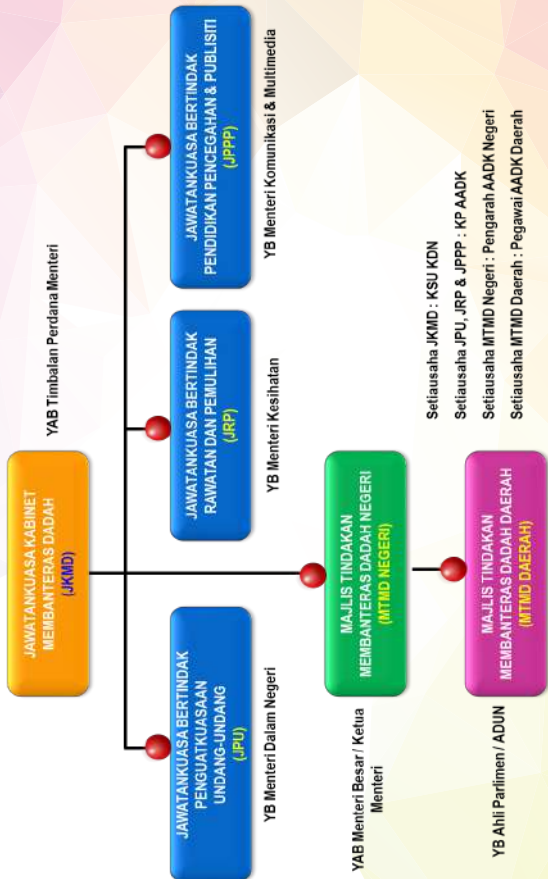 JAWATANKUASA KABINET
MEMBANTERAS DADAH
(JKMD)
YAB Timbalan Perdana Menteri
JAWATANKUASA BERTINDAK
PENGUATKUASAAN
UNDANG-UNDANG
(JPU)
YB Menteri Dalam Negeri
JAWATANKUASA BERTINDAK
RAWATAN DAN PEMULIHAN
(JRP)
YB Menteri Kesihatan
JAWATANKUASA BERTINDAK
PENDIDIKAN PENCEGAHAN & PUBLISITI
(JPPP)
YB Menteri Komunikasi & Multimedia
YAB Menteri Besar / Ketua
Menteri
MAJLIS TINDAKAN
MEMBANTERAS DADAH NEGERI
(MTMD NEGERI)
YB Ahli Parlimen / ADUN
MAJLIS TINDAKAN
MEMBANTERAS DADAH DAERAH
(MTMD DAERAH)
Setiausaha JKMD : KSU KDN
Setiausaha JPU, JRP & JPPP : KP AADK
Setiausaha MTMD Negeri : Pengarah AADK Negeri
Setiausaha MTMD Daerah : Pegawai AADK Daerah